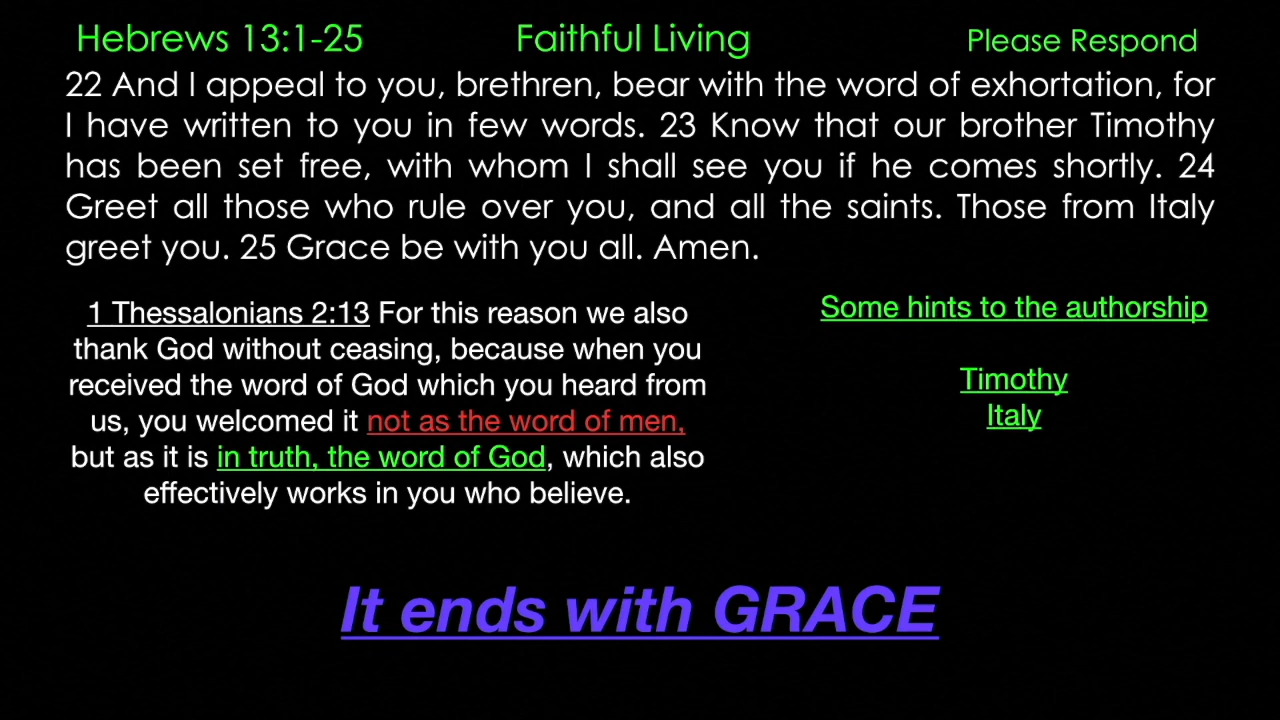 Hebrews 13:1-25 Faithful Living Please Respond
22 And I appeal to you, brethren, bear with the word of exhortation, for
I have written to you in few words. 23 Know that our brother Timothy
has been set free, with whom I shall see you if he comes shortly. 24
Greet all those who rule over you, and all the saints. Those from Italy
greet you. 25 Grace be with you all. Amen.
1 Thessalonians 2:13 For this reason we also
thank God without ceasing, because when you
received the word of God which you heard from
us, you welcomed it not as the word of men,
but as it is in truth, the word of God, which also
effectively works in you who believe.
Some hints to the authorship
Timothy
Italy
It ends with GRACE